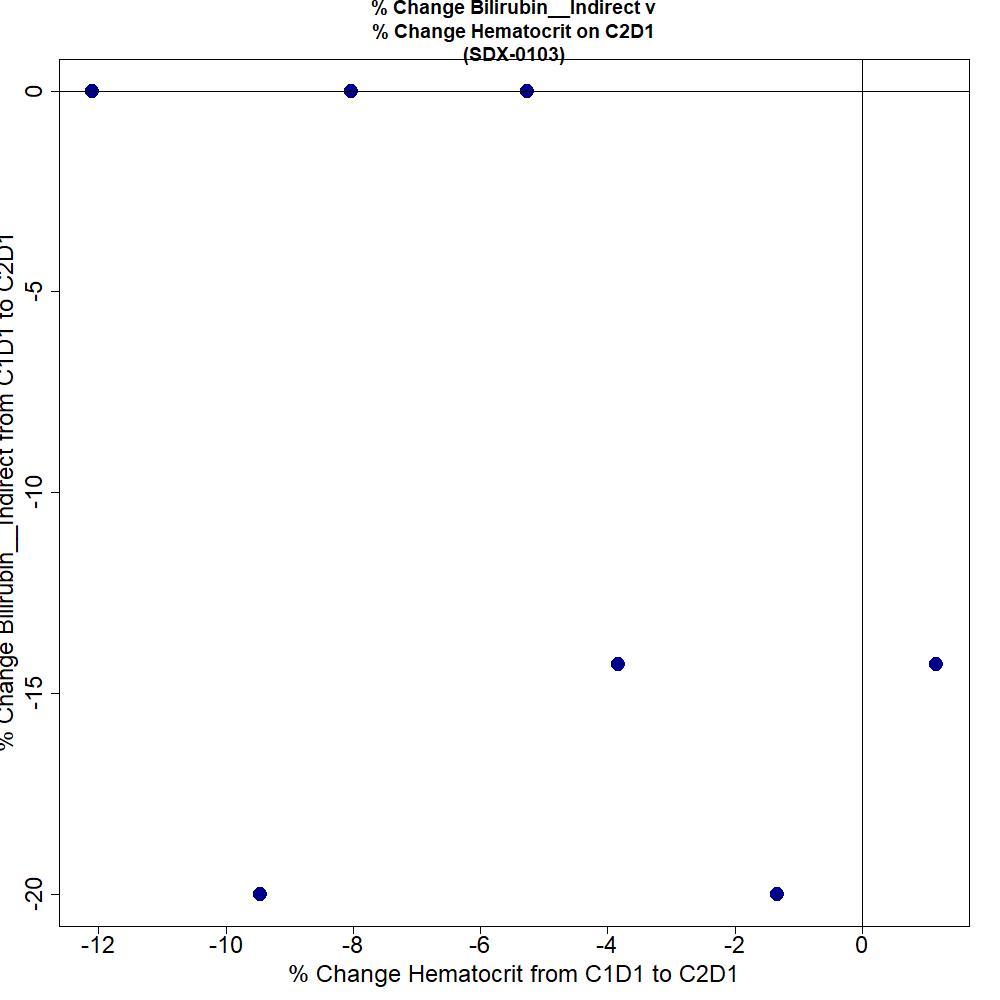 % Change Bilirubin__Indirect v
% Change Hematocrit on C2D1
(SDX-0103)
% Change Bilirubin__Indirect from C1D1 to C2D1
0
-5
-10
-15
-20
-12
-10
-8
-6
-4
-2
0
% Change Hematocrit from C1D1 to C2D1